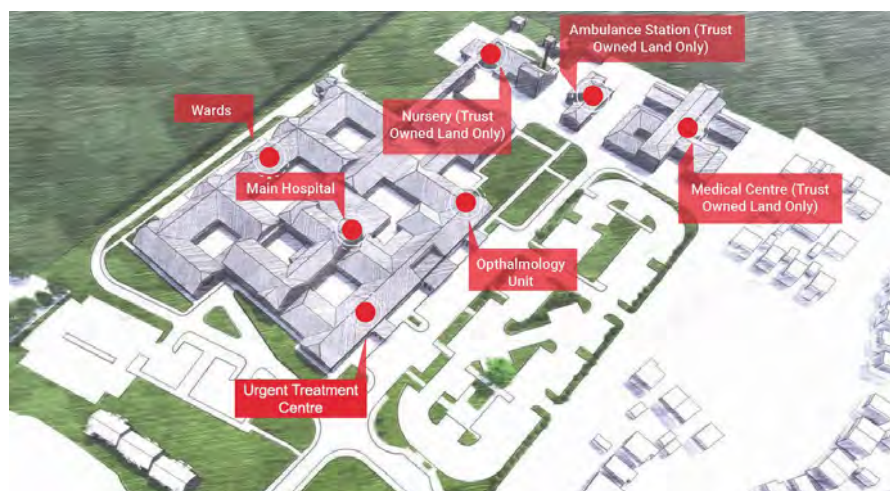 Ambulance Station (Trust
Owned Land Only)
Wards
Nursery (Trust
Owned Land Only)
Main Hospital
Medical Centre (Trust
Owned Land Only)
Opthalmology
Unit
Urgent Treatment
Centre